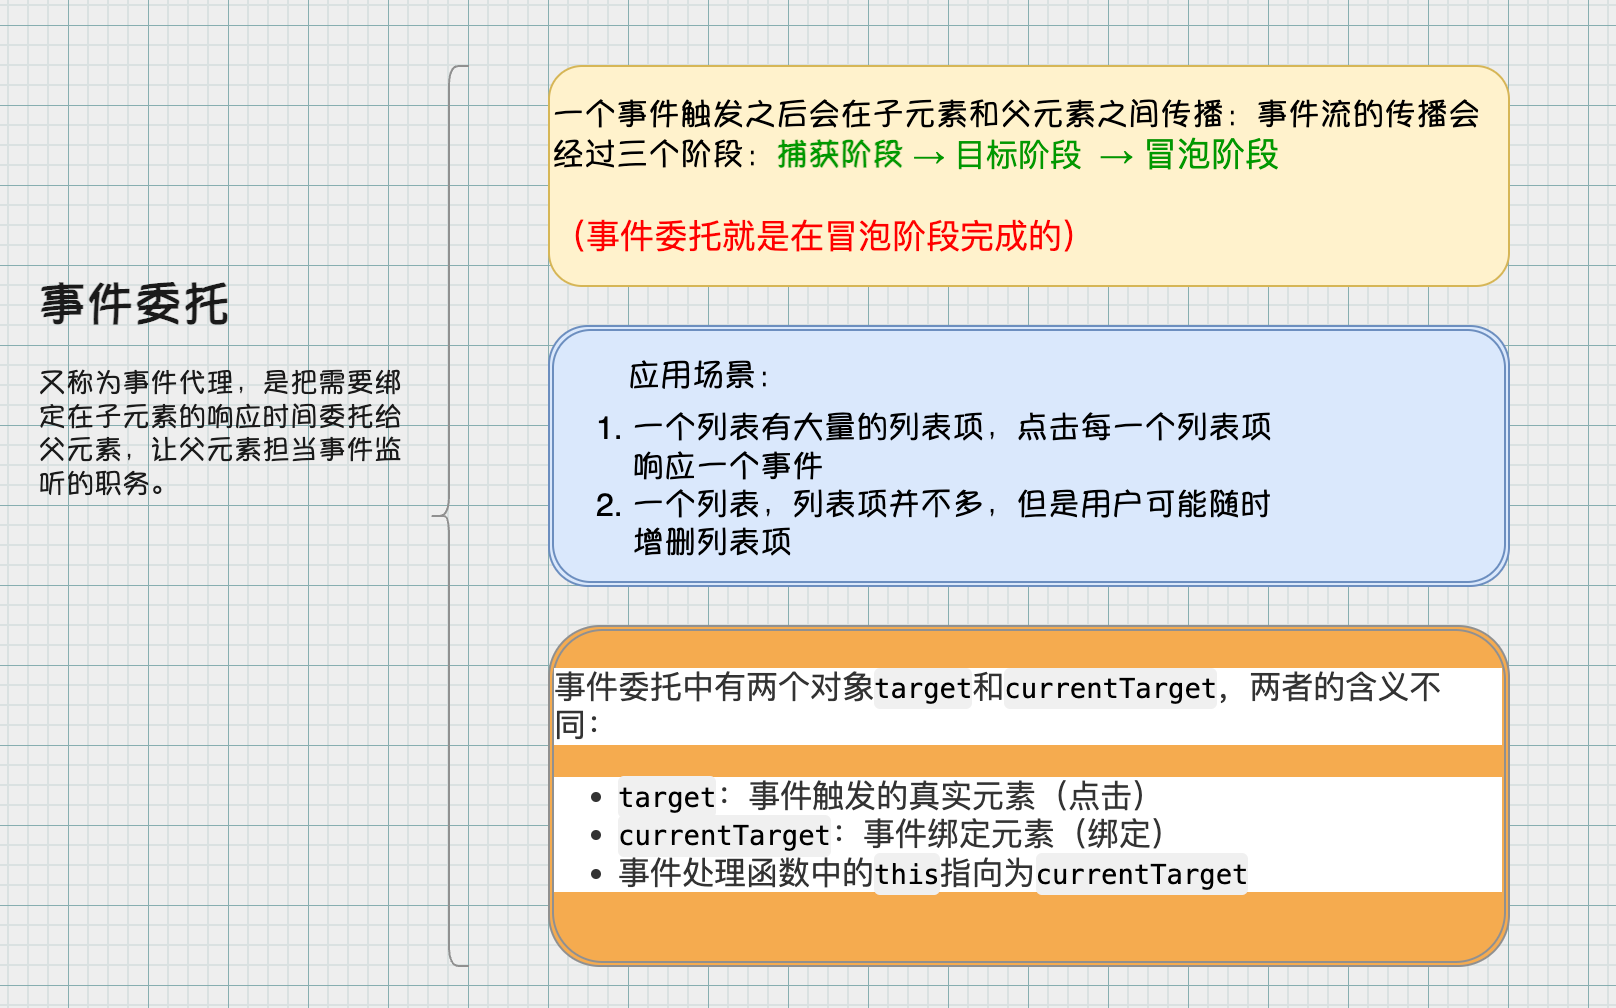 事件委托
又称为事件代理，是把需要绑
定在子元素的响应时间委托给
父元素，让父元素担当事件监
听的职务。
一个事件触发之后会在子元素和父元素之间传播：事件流的传播会
经过三个阶段：捕获阶段 → 目标阶段 → 冒泡阶段
（事件委托就是在冒泡阶段完成的）
应用场景：
1. 一个列表有大量的列表项，点击每一个列表项
响应一个事件
2. 一个列表，列表项并不多，但是用户可能随时
增删列表项
事件委托中有两个对象target和currentTarget，两者的含义不
同：
• target：事件触发的真实元素（点击）
• currentTarget：事件绑定元素（绑定）
• 事件处理函数中的this指向为currentTarget